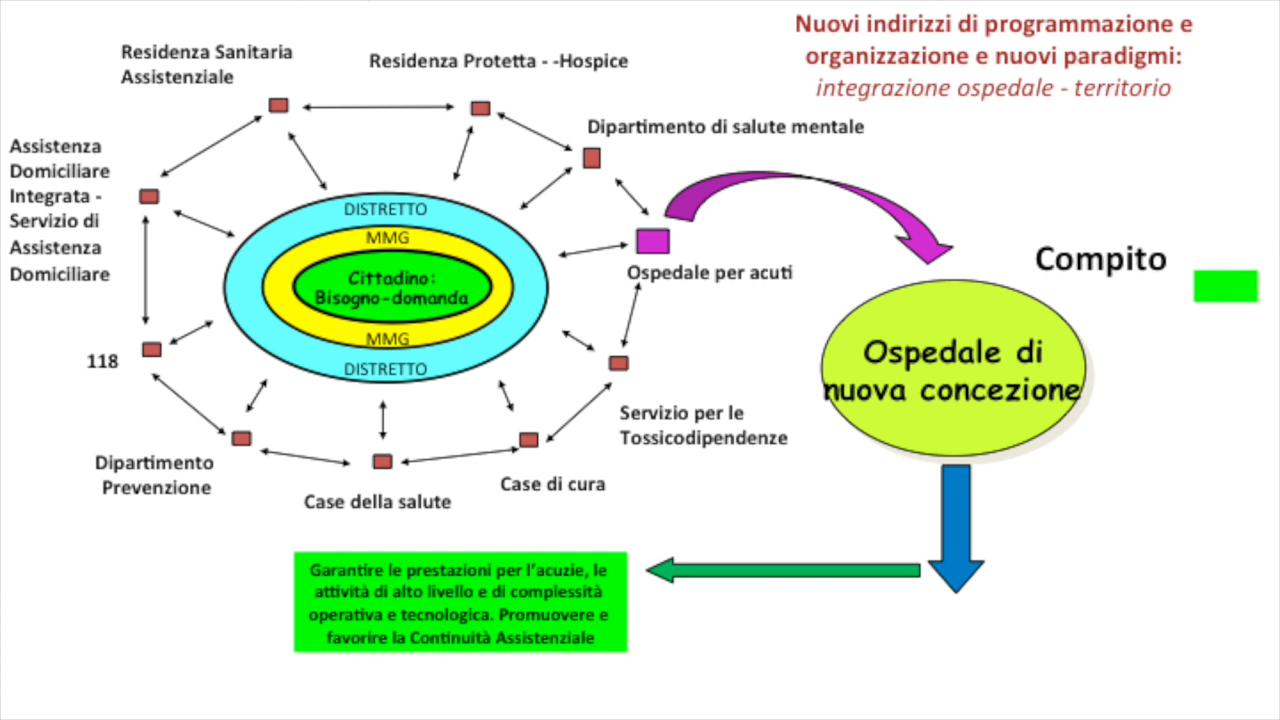 Nuovi indirizzi di programmazione e
organizzazione e nuovi paradigmi:
integrazione ospedale - territorio
Residenza Sanitaria
Assistenziale
Residenza Protetta - -Hospice
Dipartimento di salute mentale
Assistenza
Domiciliare
Integrata -
Servizio di
Assistenza
Domiciliare
DISTRETTO
MMG
Cittadino:
Bisogno-domanda
MMG
DISTRETTO
Ospedale per acuti
Compito
Ospedale di
nuova concezione
118
Servizio per le
Tossicodipendenze
Dipartimento
Prevenzione
Case della salute
Case di cura
Garantire le prestazioni per l'acuzie, le
attività di alto livello e di complessità
operativa e tecnologica. Promuovere e
favorire la Continuità Assistenziale